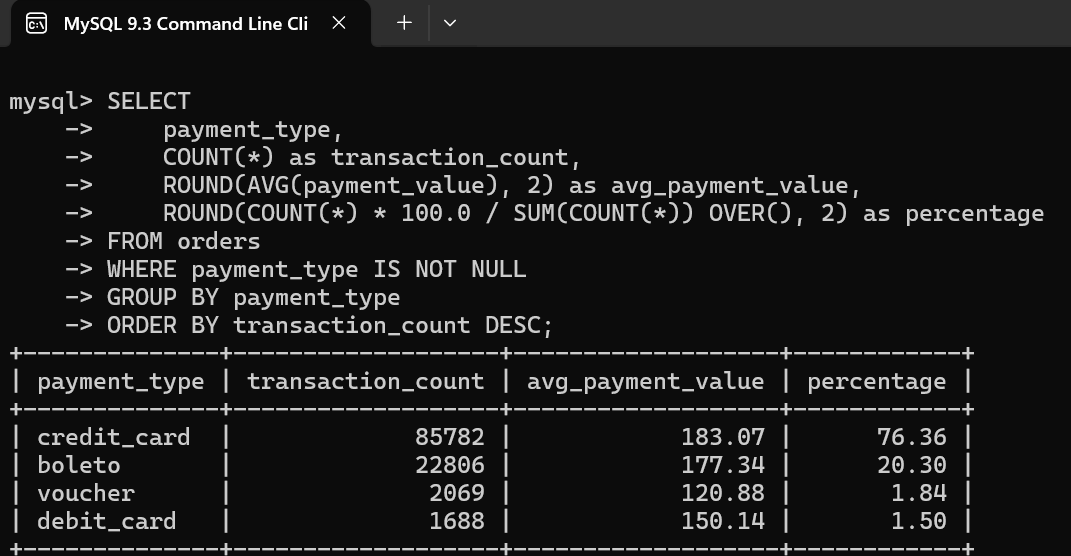 MySQL 9.3 Command Line Cli
mysql> SELECT
    ->     payment_type,
    ->     COUNT(*) as transaction_count,
    ->     ROUND(AVG(payment_value), 2) as avg_payment_value,
    ->     ROUND(COUNT(*) * 100.0 / SUM(COUNT(*)) OVER(), 2) as percentage
    -> FROM orders
    -> WHERE payment_type IS NOT NULL
    -> GROUP BY payment_type
    -> ORDER BY transaction_count DESC;
+--------------+-------------------+-------------------+------------+
| payment_type | transaction_count | avg_payment_value | percentage |
+--------------+-------------------+-------------------+------------+
| credit_card  |             85782 |            183.07 |      76.36 |
| boleto       |             22806 |            177.34 |      20.30 |
| voucher      |              2069 |            120.88 |       1.84 |
| debit_card   |              1688 |            150.14 |       1.50 |
+--------------+-------------------+-------------------+------------+